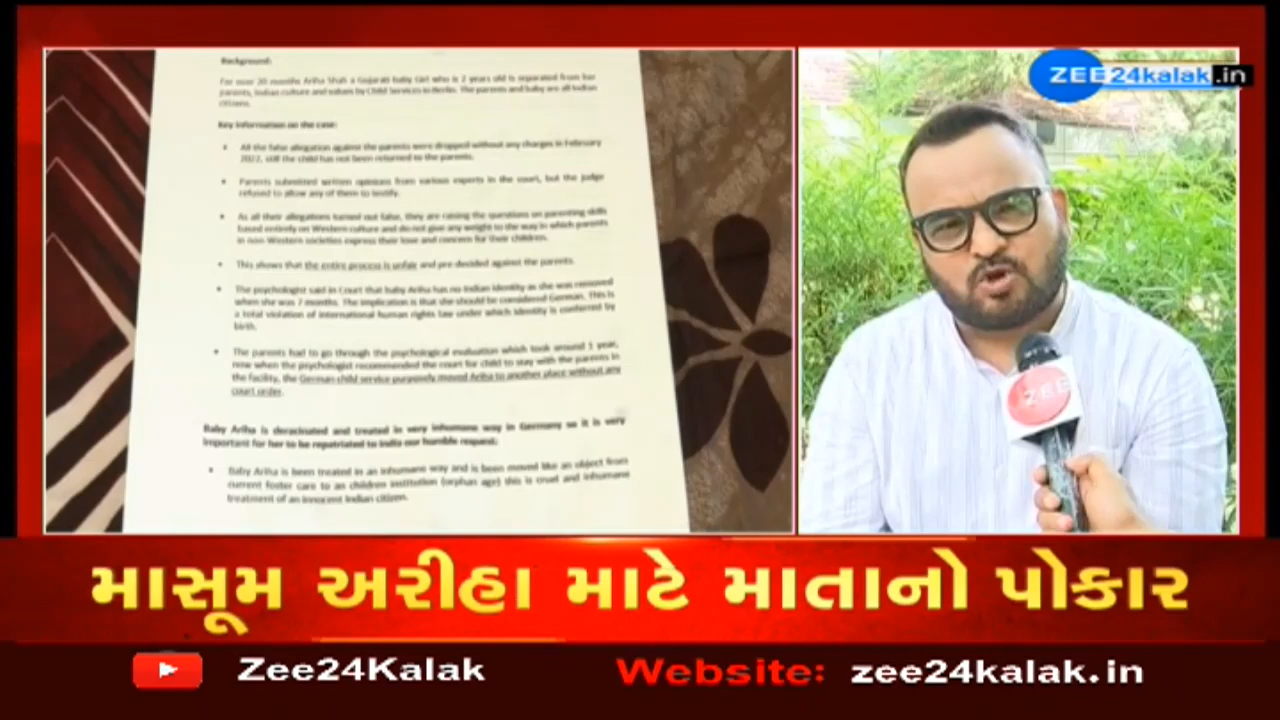 Background:
For over 20 months Ariha Shah a Gujarati baby Girl who is 2 years old is separated from her
parents, Indian culture and values by Child Services in Berlin. The parents and baby are all Indian
citizens.
Key Information on the case:
• All the false allegation against the parents were dropped without any charges in February
2022, still the child has not been returned to the parents.
• Parents submitted written opinions from various experts in the court, but the judge
refused to allow any of them to testify.
• As all their allegations turned out false, they are raising the questions on parenting skills
based entirely on Western culture and do not give any weight to the way in which parents
in non-Western societies express their love and concern for their children.
• This shows that the entire process is unfair and pre-decided against the parents.
• The psychologist said in Court that baby Ariha has no Indian identity as she was removed
when she was 7 months. The implication is that she should be considered German. This is
a total violation of international human rights law under which identity is conferred by
birth.
• The parents had to go through the psychological evaluation which took around 1 year,
now when the psychologist recommended the court for child to stay with the parents in
the facility, the German child service purposely moved Ariha to another place without any
court order.
Baby Ariha is deracinated and treated in very inhumane way in Germany so it is very
important for her to be repatriated to India our humble request:
• Baby Ariha is been treated in an inhumane way and is been moved like an object from
current foster care to an children institution (orphan age) this is cruel and inhumane
treatment of an innocent Indian citizen.
ZEE24kalak.in
ZEE
માસૂમ અરીહા માટે માતાનો પોકાર
Zee24Kalak Website: zee24kalak.in